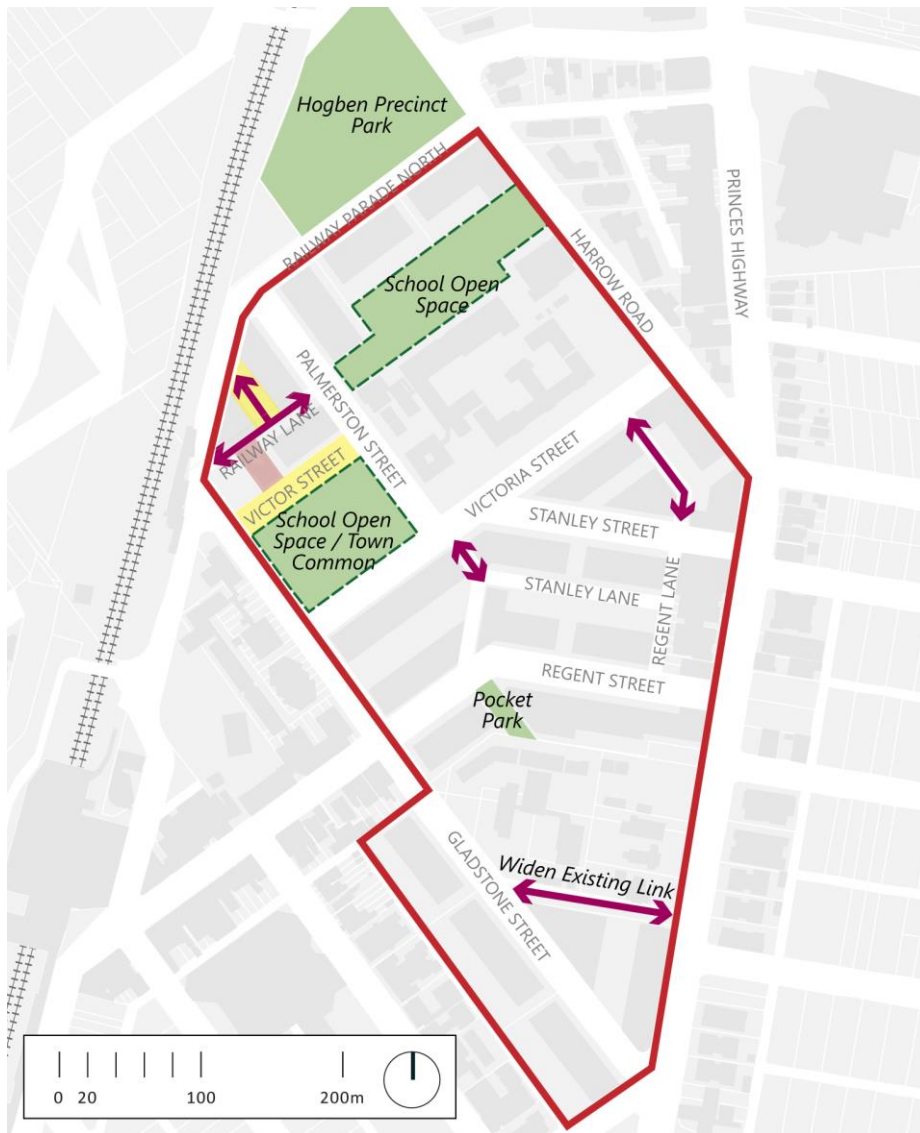 Hogben Precinct
Park
RAILWAY PARADE NORTH
PRINCES HIGHWAY
HARROW ROAD
School Open
Space
PALMERSTON STREET
RAILWAY LANE
VICTOR STREET
VICTORIA STREET
School Open
Space / Town
Common
STANLEY STREET
STANLEY LANE
REGENT LANE
REGENT STREET
Pocket
Park
GLADSTONE STREET
Widen Existing Link
0 20 100 200m